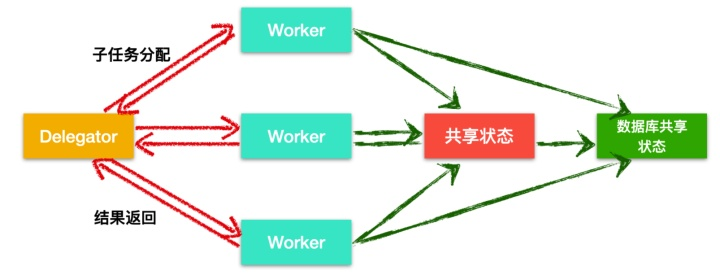 Worker
子任务分配
Delegator
Worker
共享状态
数据库共享
状态
结果返回
Worker